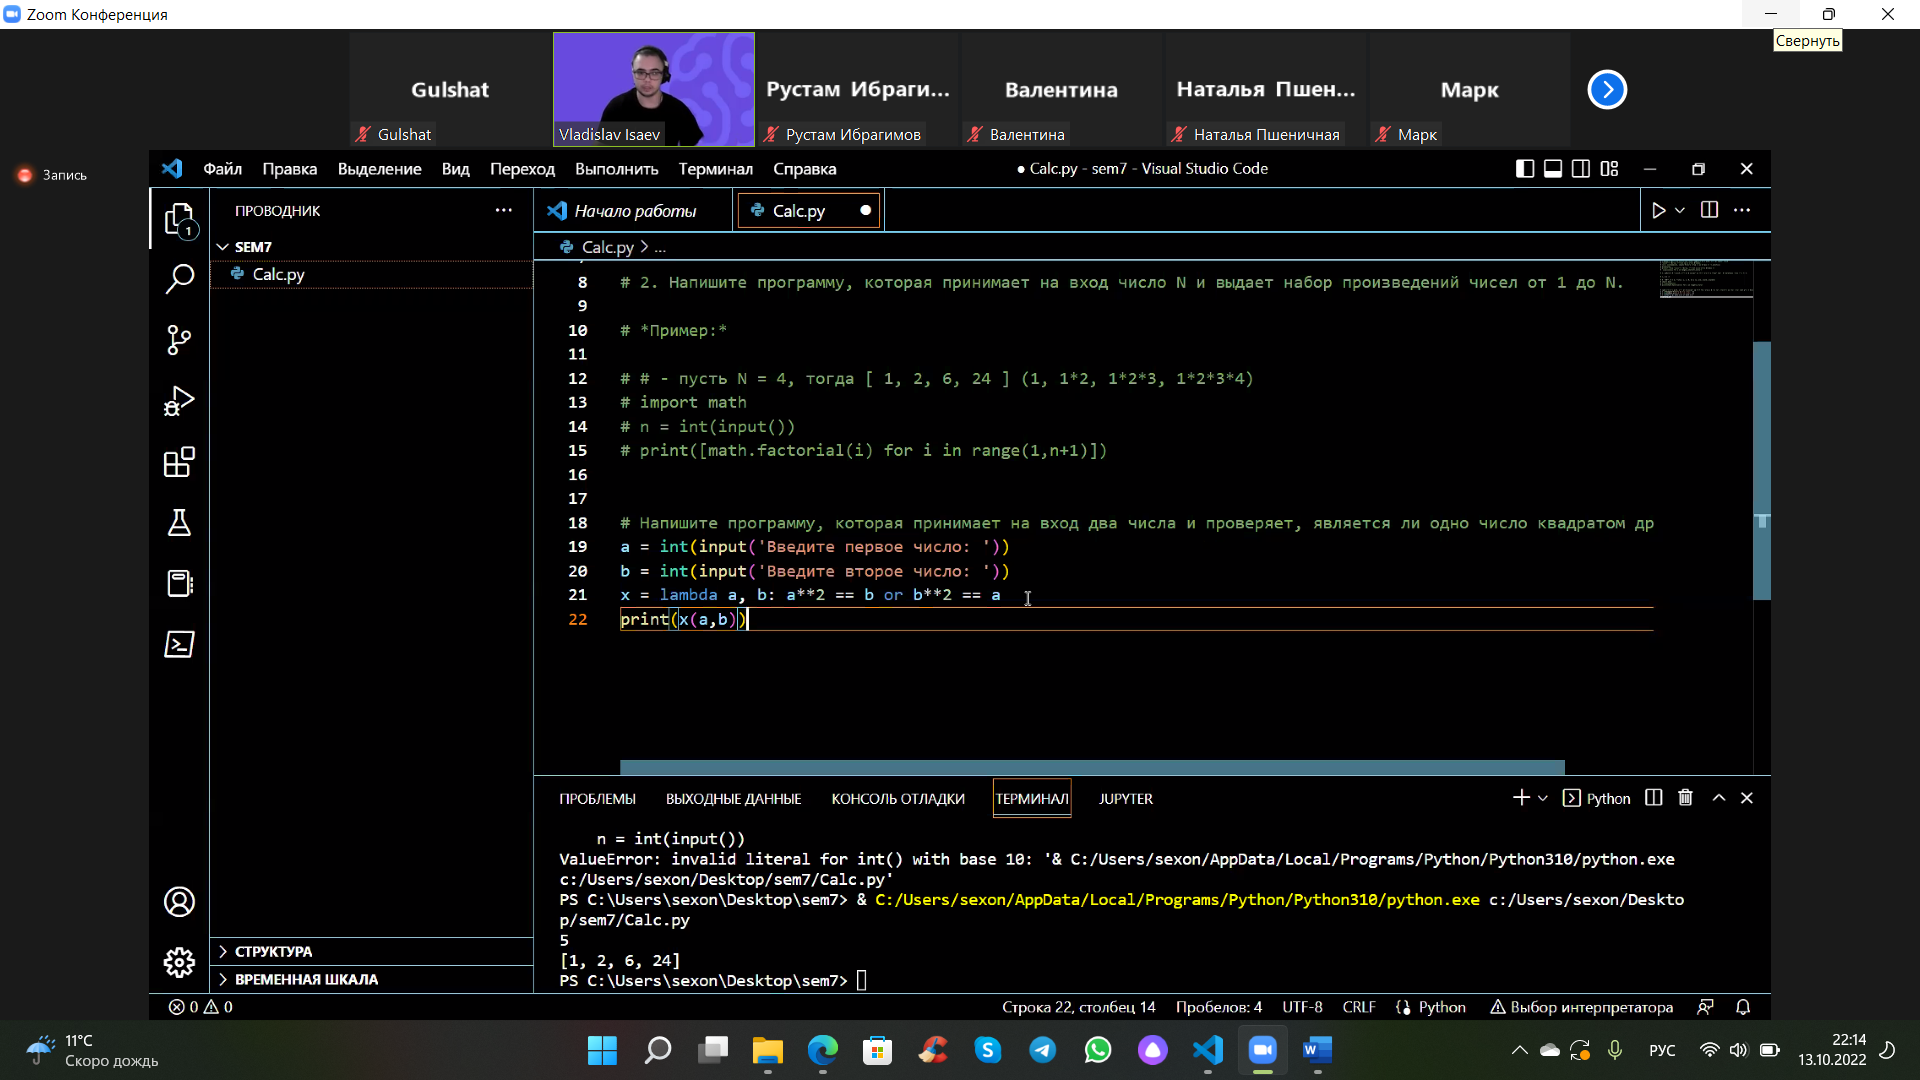 Zoom Конференция
Свернуть
Gulshat
Рустам Ибраги...
Валентина
Наталья Пшен...
Марк
Gulshat
Vladislav Isaev
Рустам Ибрагимов
Валентина
Наталья Пшеничная
Марк
Запись
Файл Правка Выделение Вид Переход Выполнить Терминал Справка
● Calc.py - sem7 - Visual Studio Code
ПРОВОДНИК
Начало работы
Calc.py
SEM7
Calc.py
Calc.py > ...
1
8 # 2. Напишите программу, которая принимает на вход число N и выдает набор произведений чисел от 1 до N.
9
10 # *Пример:*
11
12 # # - пусть N = 4, тогда [ 1, 2, 6, 24 ] (1, 1*2, 1*2*3, 1*2*3*4)
13 # import math
14 # n = int(input())
15 # print([math.factorial(i) for i in range(1,n+1)])
16
17
18 # Напишите программу, которая принимает на вход два числа и проверяет, является ли одно число квадратом др
19 a = int(input('Введите первое число: '))
20 b = int(input('Введите второе число: '))
21 x = lambda a, b: a**2 == b or b**2 == a
22 print(x(a,b))
ПРОБЛЕМЫ ВЫХОДНЫЕ ДАННЫЕ КОНСОЛЬ ОТЛАДКИ ТЕРМИНАЛ JUPYTER
Python
n = int(input())
ValueError: invalid literal for int() with base 10: '& C:/Users/sexon/AppData/Local/Programs/Python/Python310/python.exe
c:/Users/sexon/Desktop/sem7/Calc.py'
PS C:\Users\sexon\Desktop\sem7> & C:/Users/sexon/AppData/Local/Programs/Python/Python310/python.exe c:/Users/sexon/Deskto
p/sem7/Calc.py
5
[1, 2, 6, 24]
PS C:\Users\sexon\Desktop\sem7>
СТРУКТУРА
ВРЕМЕННАЯ ШКАЛА
0 0
Строка 22, столбец 14 Пробелов: 4 UTF-8 CRLF Python Выбор интерпретатора
11°C
Скоро дождь
РУС
22:14
13.10.2022